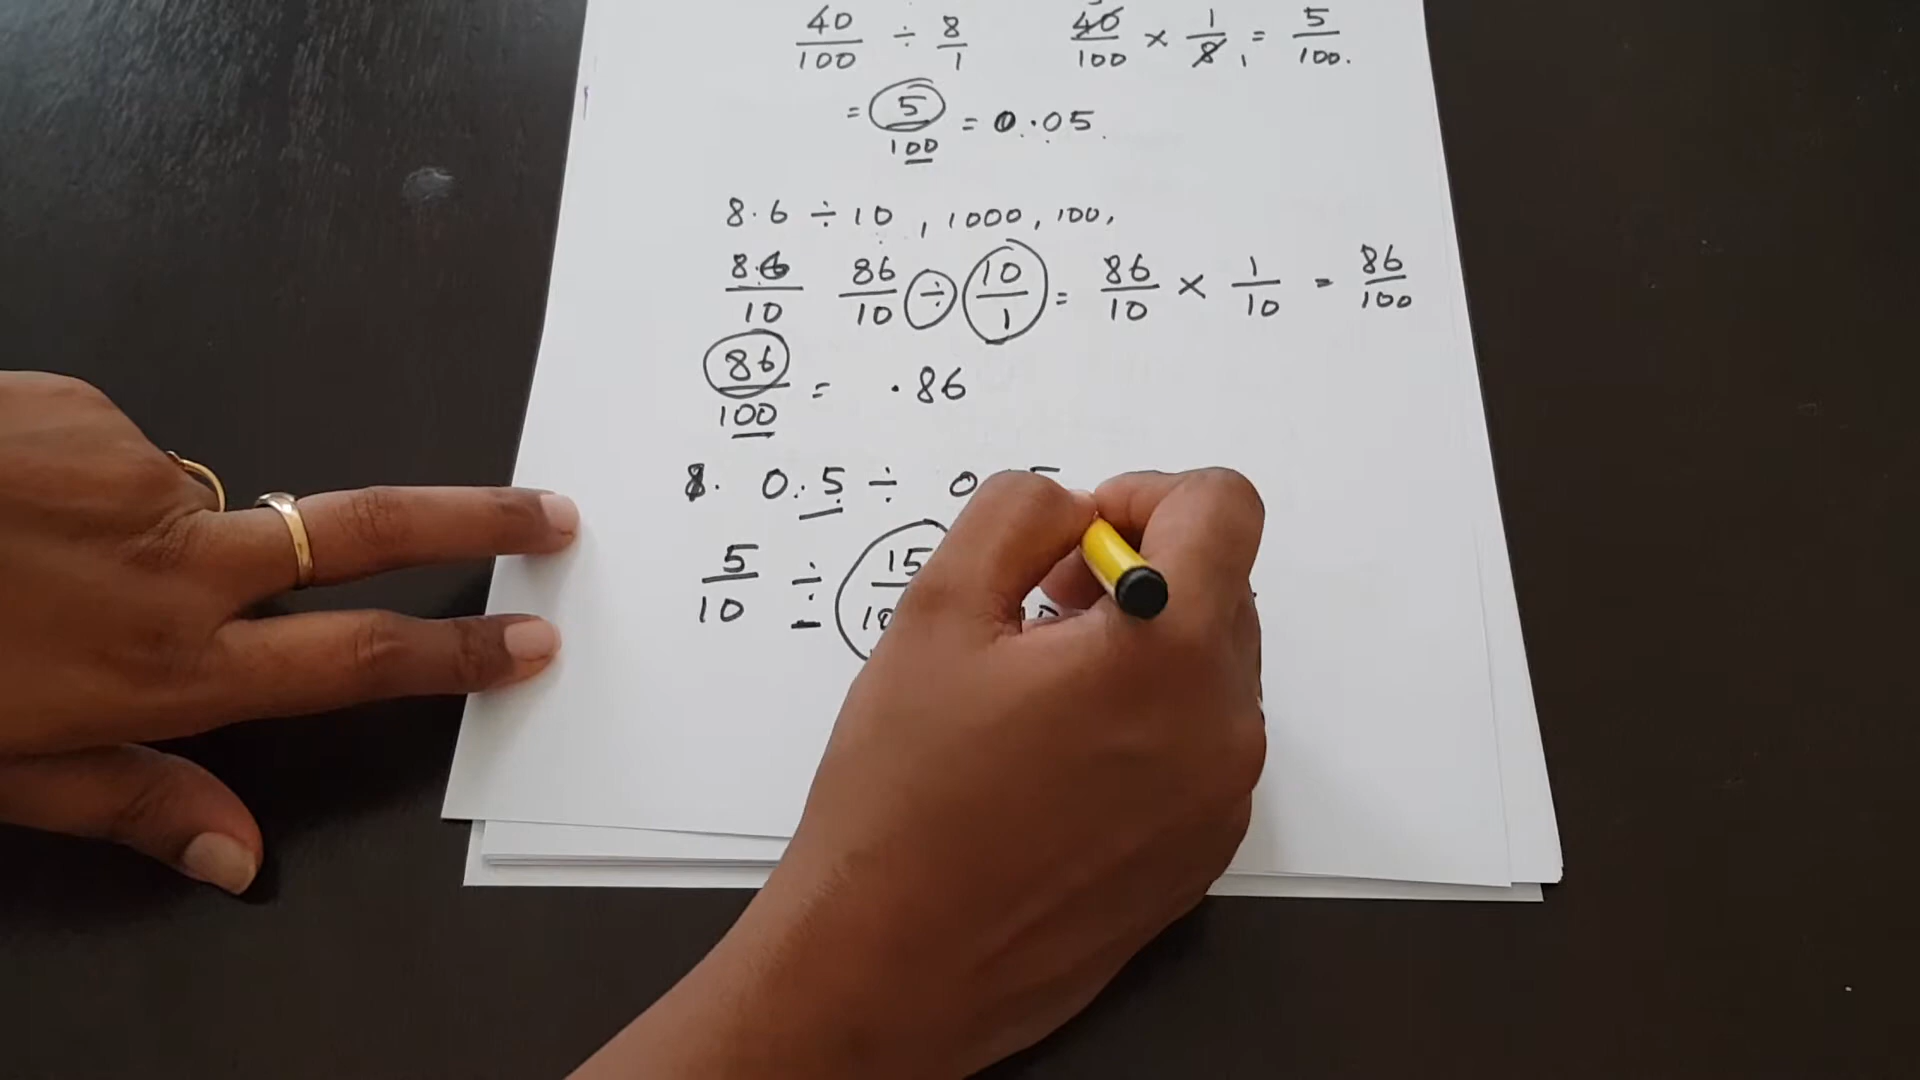 40/100 ÷ 8/1 40/100 × 1/8 1 = 5/100.
= 5/100 = 0.05.
8.6 ÷ 10, 1000, 100,
8.6/10 86/10 ÷ 10/1 = 86/10 × 1/10 = 86/100
86/100 = .86
8. 0.5 ÷ 0
5/10 ÷ 15